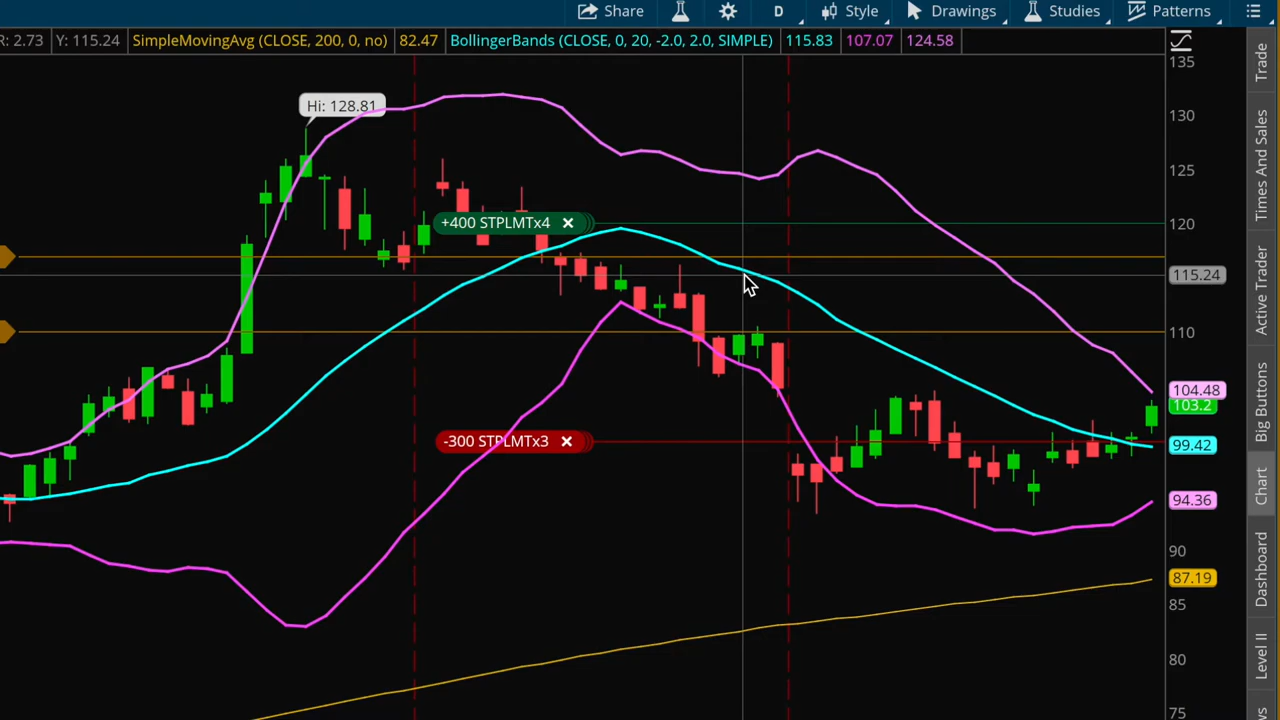 Share D Style Drawings Studies Patterns
R: 2.73 Y: 115.24 SimpleMovingAvg (CLOSE, 200, 0, no) 82.47 BollingerBands (CLOSE, 0, 20, -2.0, 2.0, SIMPLE) 115.83 107.07 124.58
Hi: 128.81
+400 STPLMTx4
-300 STPLMTx3
135
130
125
120
115.24
110
104.48
103.2
99.42
94.36
90
87.19
85
80
75
Trade
Times And Sales
Active Trader
Big Buttons
Chart
Dashboard
Level II